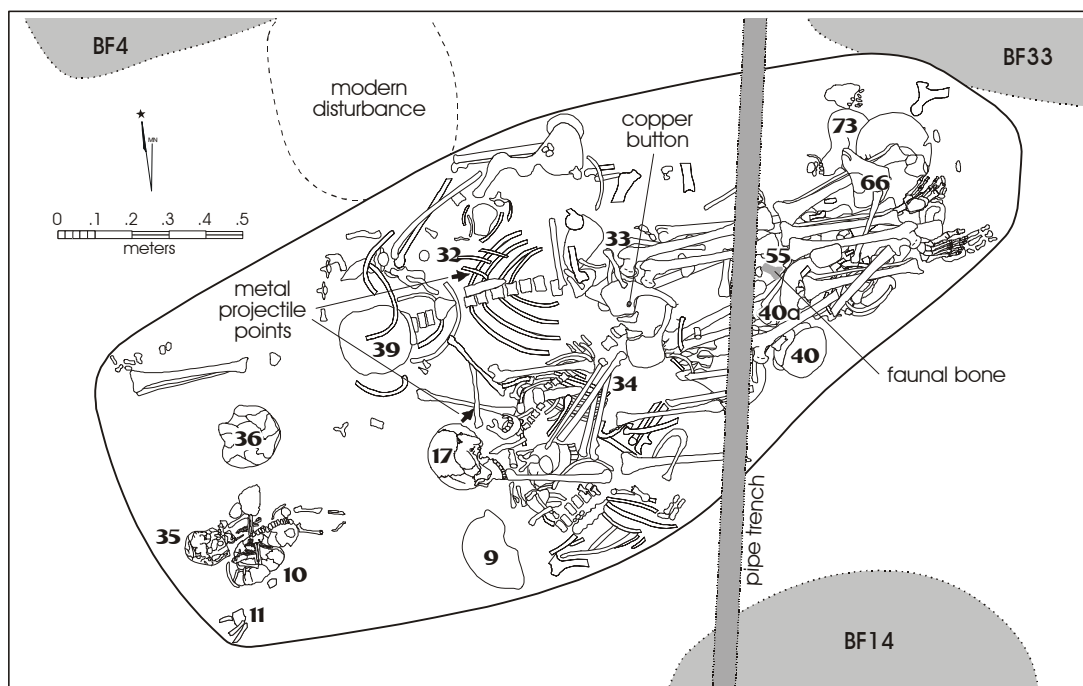 BF4
BF33
modern
disturbance
copper
button
73
66
MN
0 .1 .2 .3 .4 .5
meters
32
33
55
metal
projectile
points
40a
39
40
34
faunal bone
36
17
35
9
10
pipe trench
11
BF14